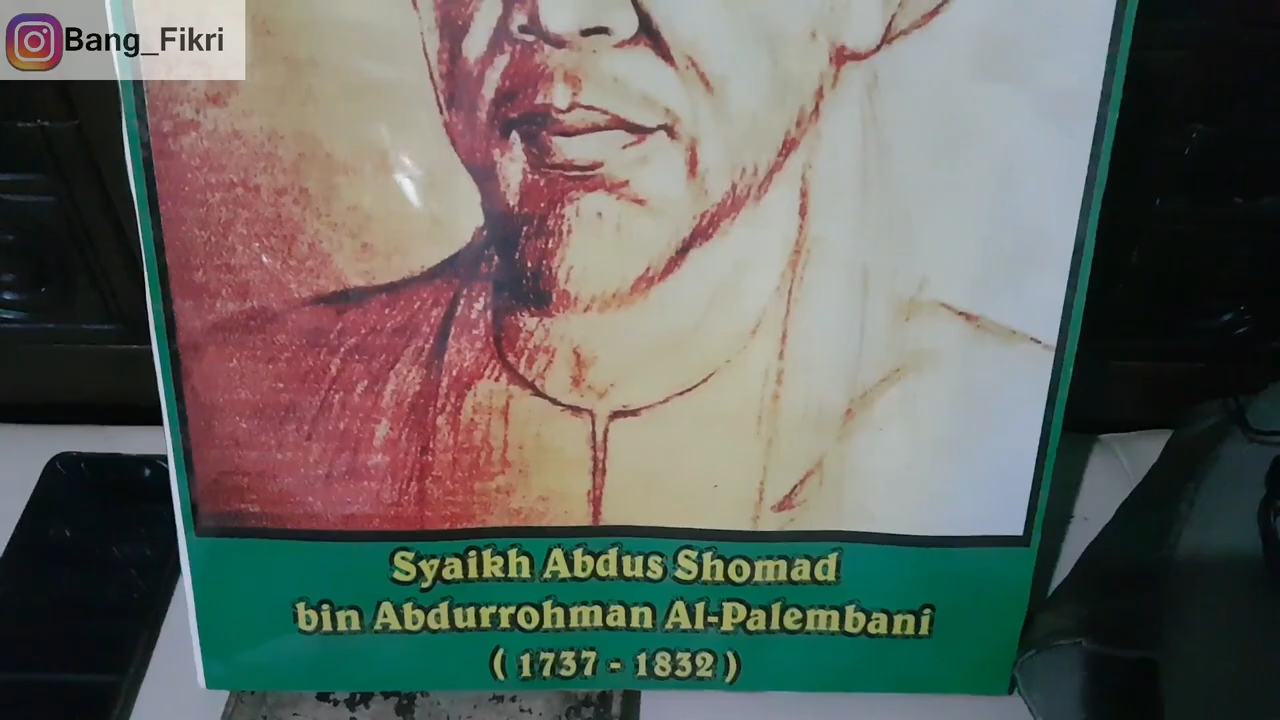 Bang_Fikri
Syaikh Abdus Shomad
bin Abdurrohman Al-Palembani
( 1737 - 1832 )